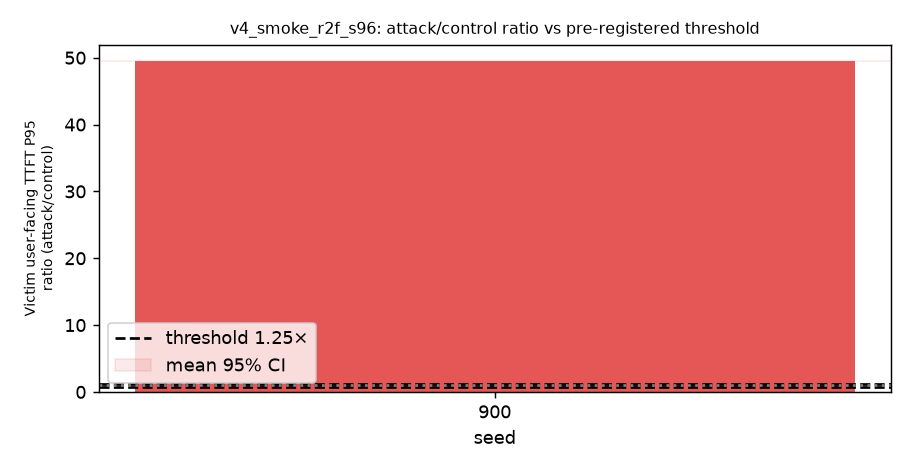 v4_smoke_r2f_s96: attack/control ratio vs pre-registered threshold
Victim user-facing TTFT P95
ratio (attack/control)
50
40
30
20
10
0
threshold 1.25×
mean 95% CI
900
seed